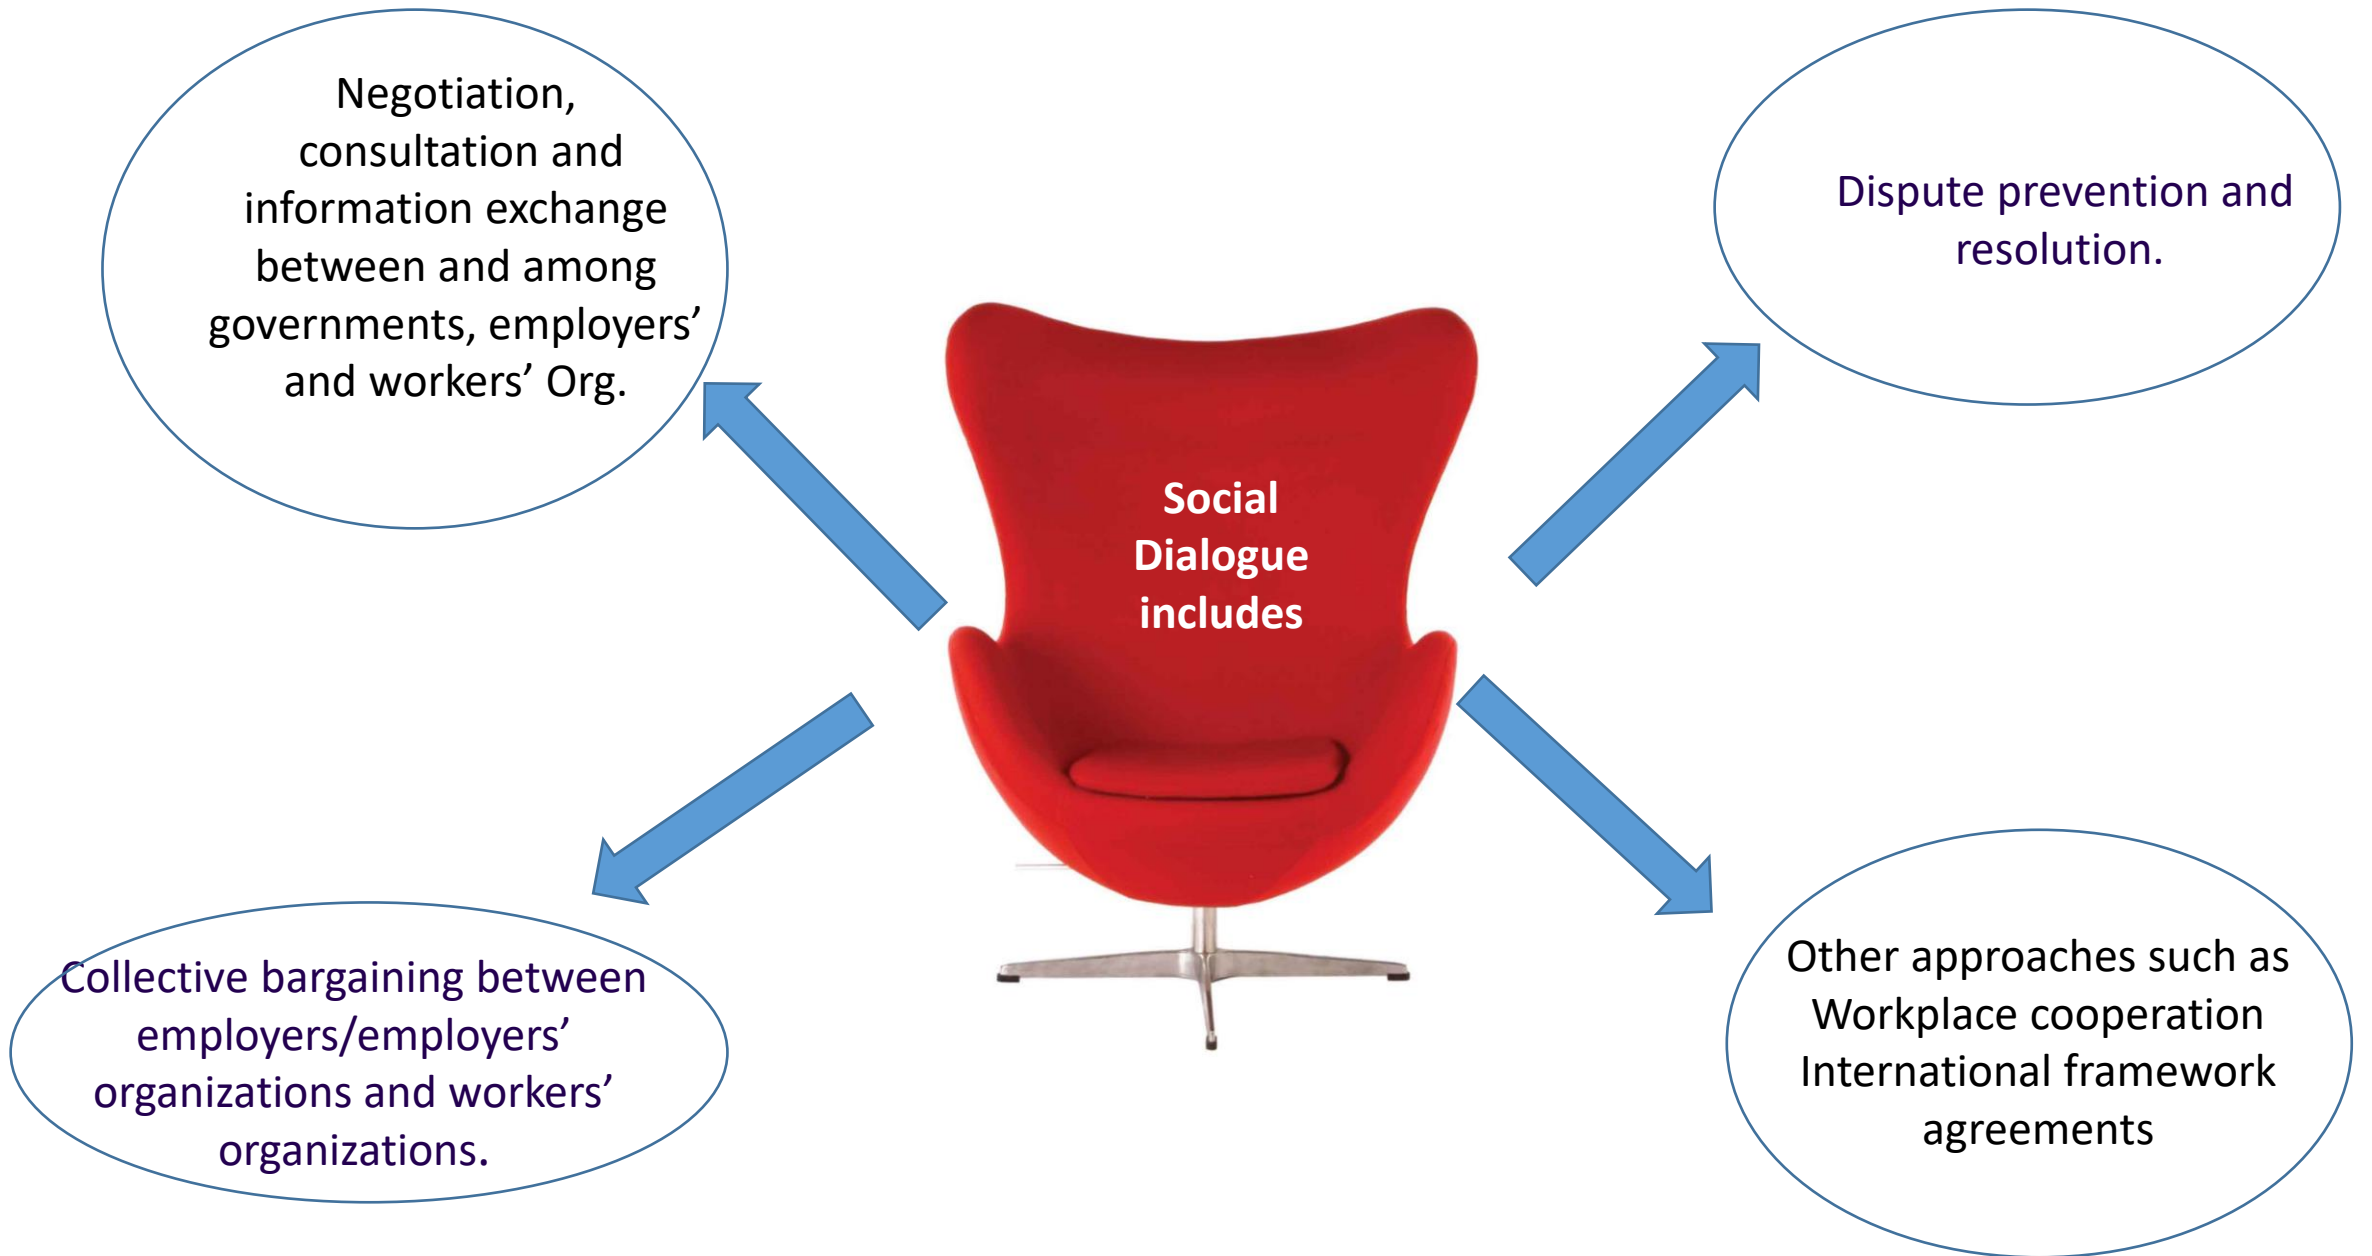 Negotiation,
consultation and
information exchange
between and among
governments, employers’
and workers’ Org.
Dispute prevention and
resolution.
Social
Dialogue
includes
Collective bargaining between
employers/employers’
organizations and workers’
organizations.
Other approaches such as
Workplace cooperation
International framework
agreements